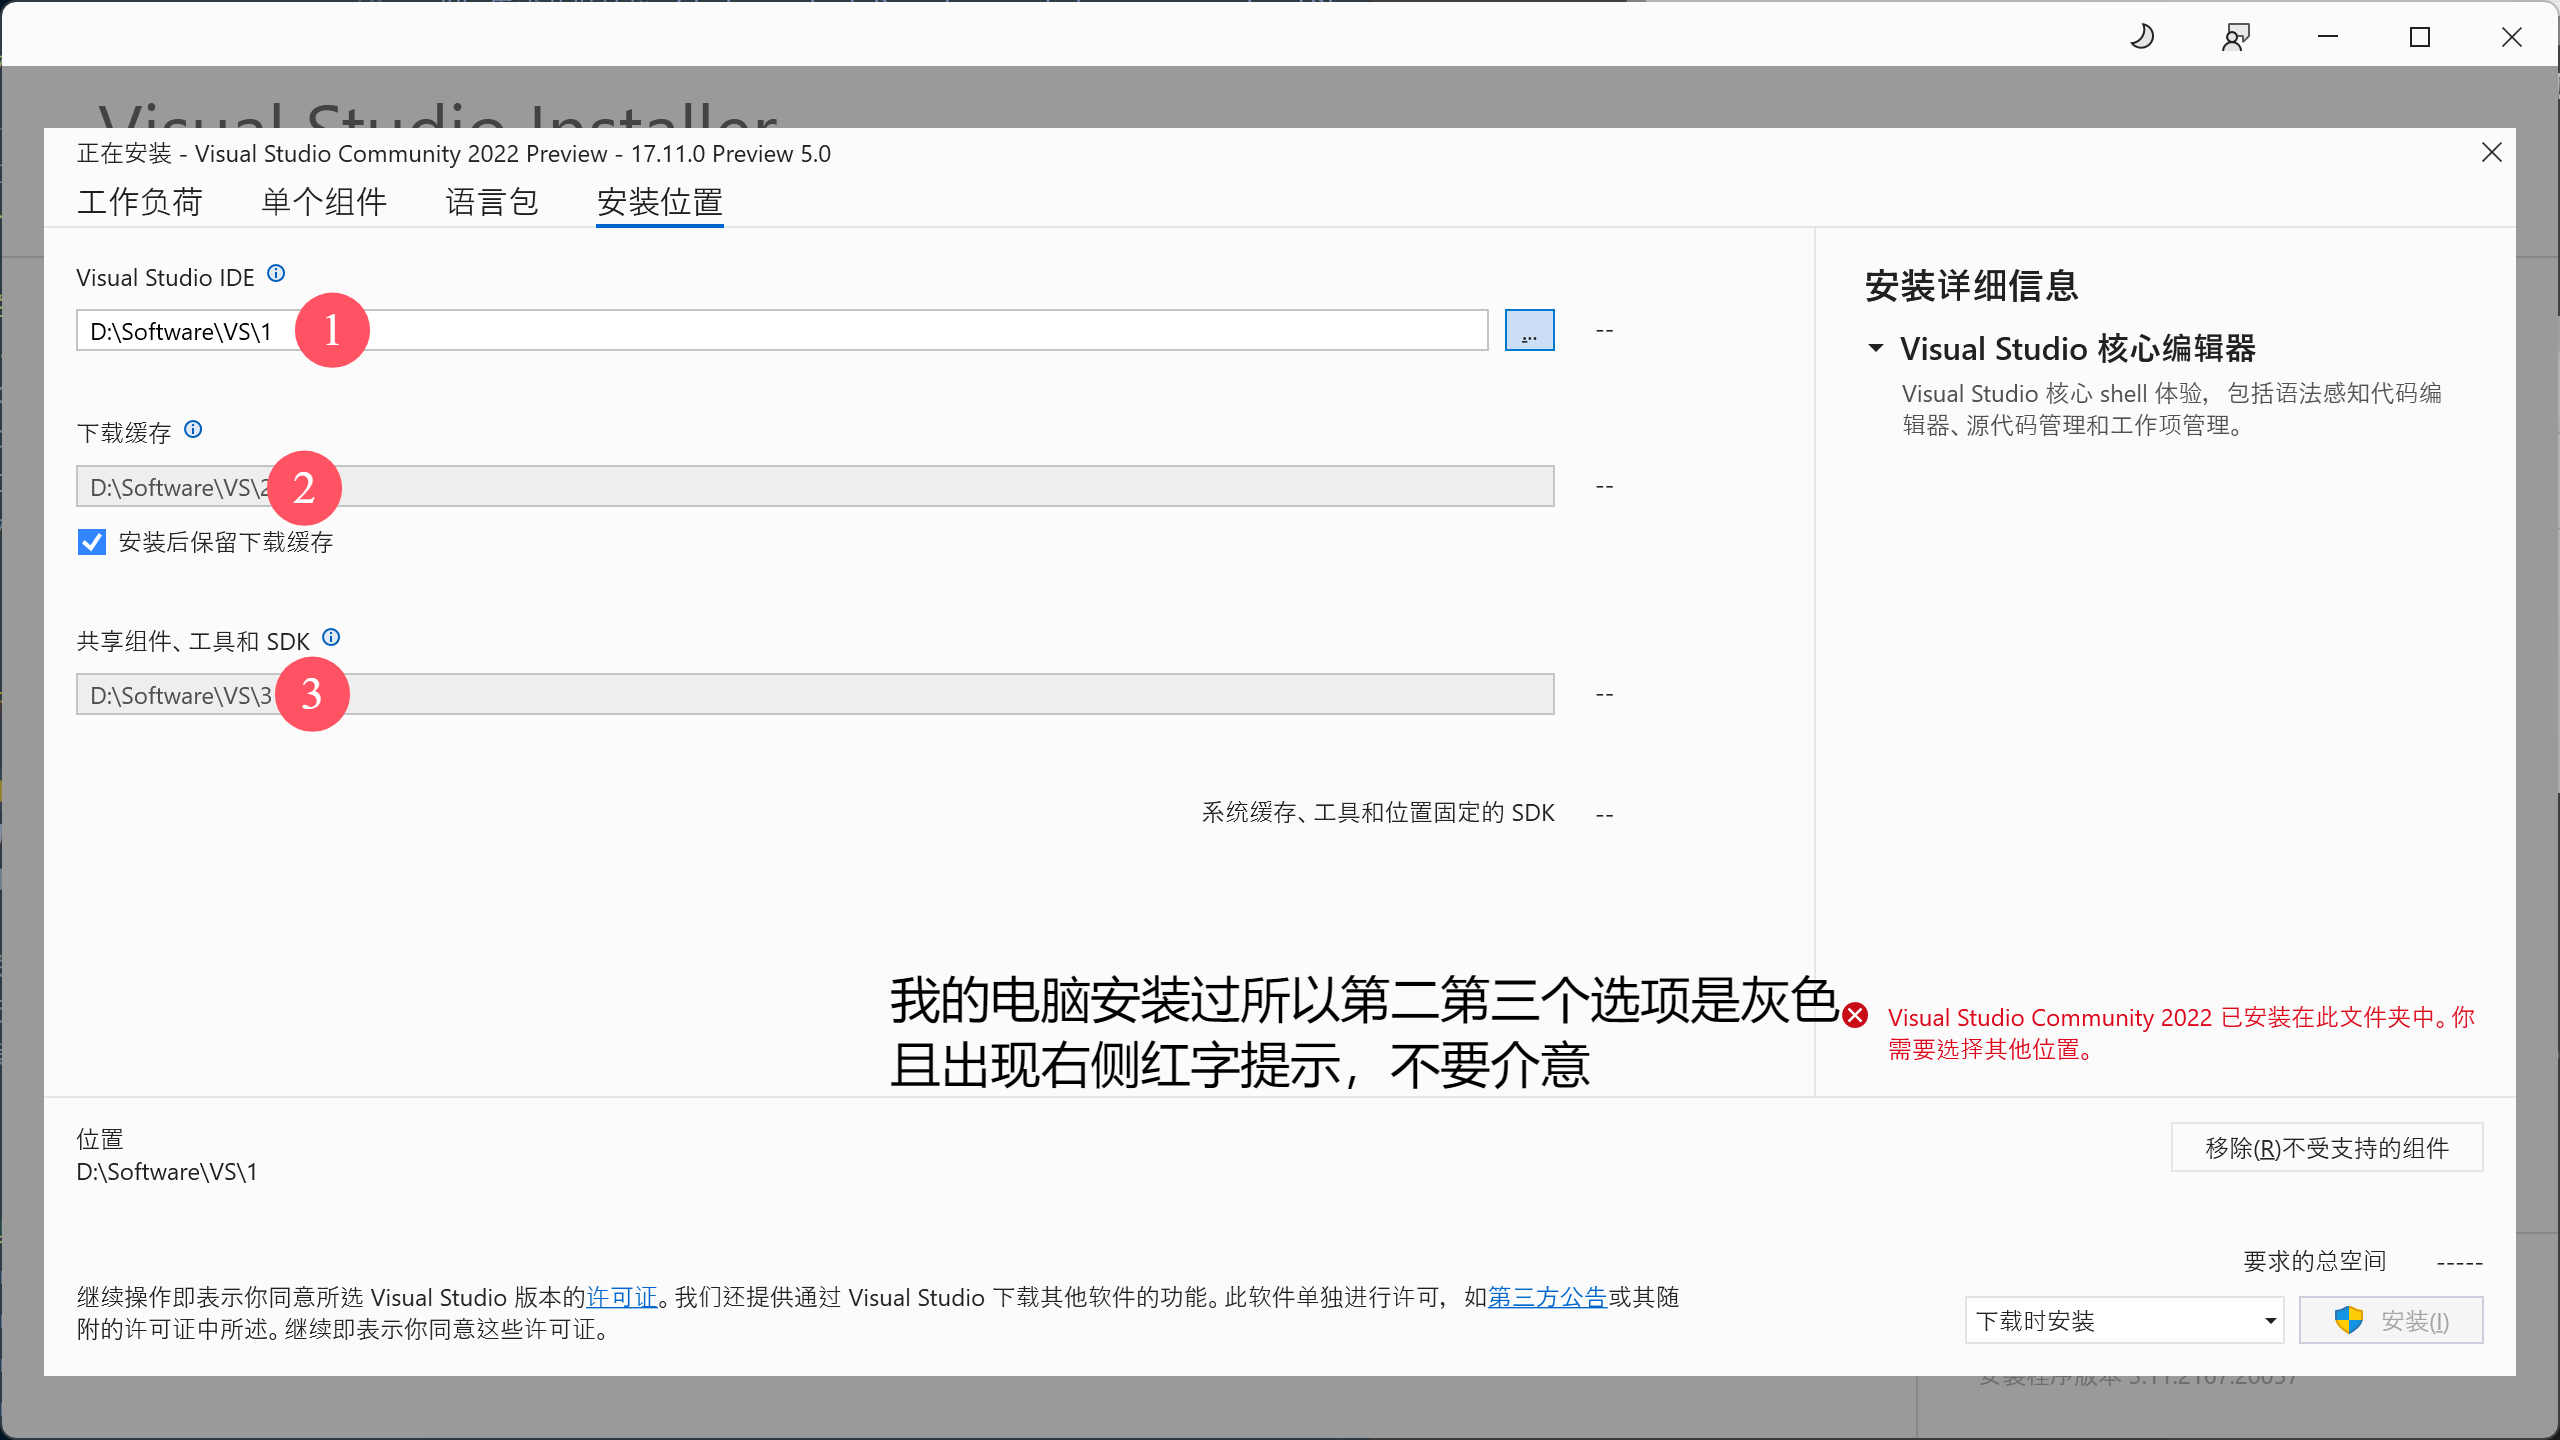 Visual Studio Installer
正在安装 - Visual Studio Community 2022 Preview - 17.11.0 Preview 5.0
工作负荷 单个组件 语言包 安装位置
Visual Studio IDE
D:\Software\VS\1 1 ... --
下载缓存
D:\Software\VS\2 2 --
安装后保留下载缓存
共享组件、工具和 SDK
D:\Software\VS\3 3 --
系统缓存、工具和位置固定的 SDK --
安装详细信息
Visual Studio 核心编辑器
Visual Studio 核心 shell 体验，包括语法感知代码编
辑器、源代码管理和工作项管理。
我的电脑安装过所以第二第三个选项是灰色
且出现右侧红字提示，不要介意
Visual Studio Community 2022 已安装在此文件夹中。你
需要选择其他位置。
位置
D:\Software\VS\1
移除(R)不受支持的组件
要求的总空间 -----
继续操作即表示你同意所选 Visual Studio 版本的许可证。我们还提供通过 Visual Studio 下载其他软件的功能。此软件单独进行许可，如第三方公告或其随
附的许可证中所述。继续即表示你同意这些许可证。
下载时安装 安装(I)